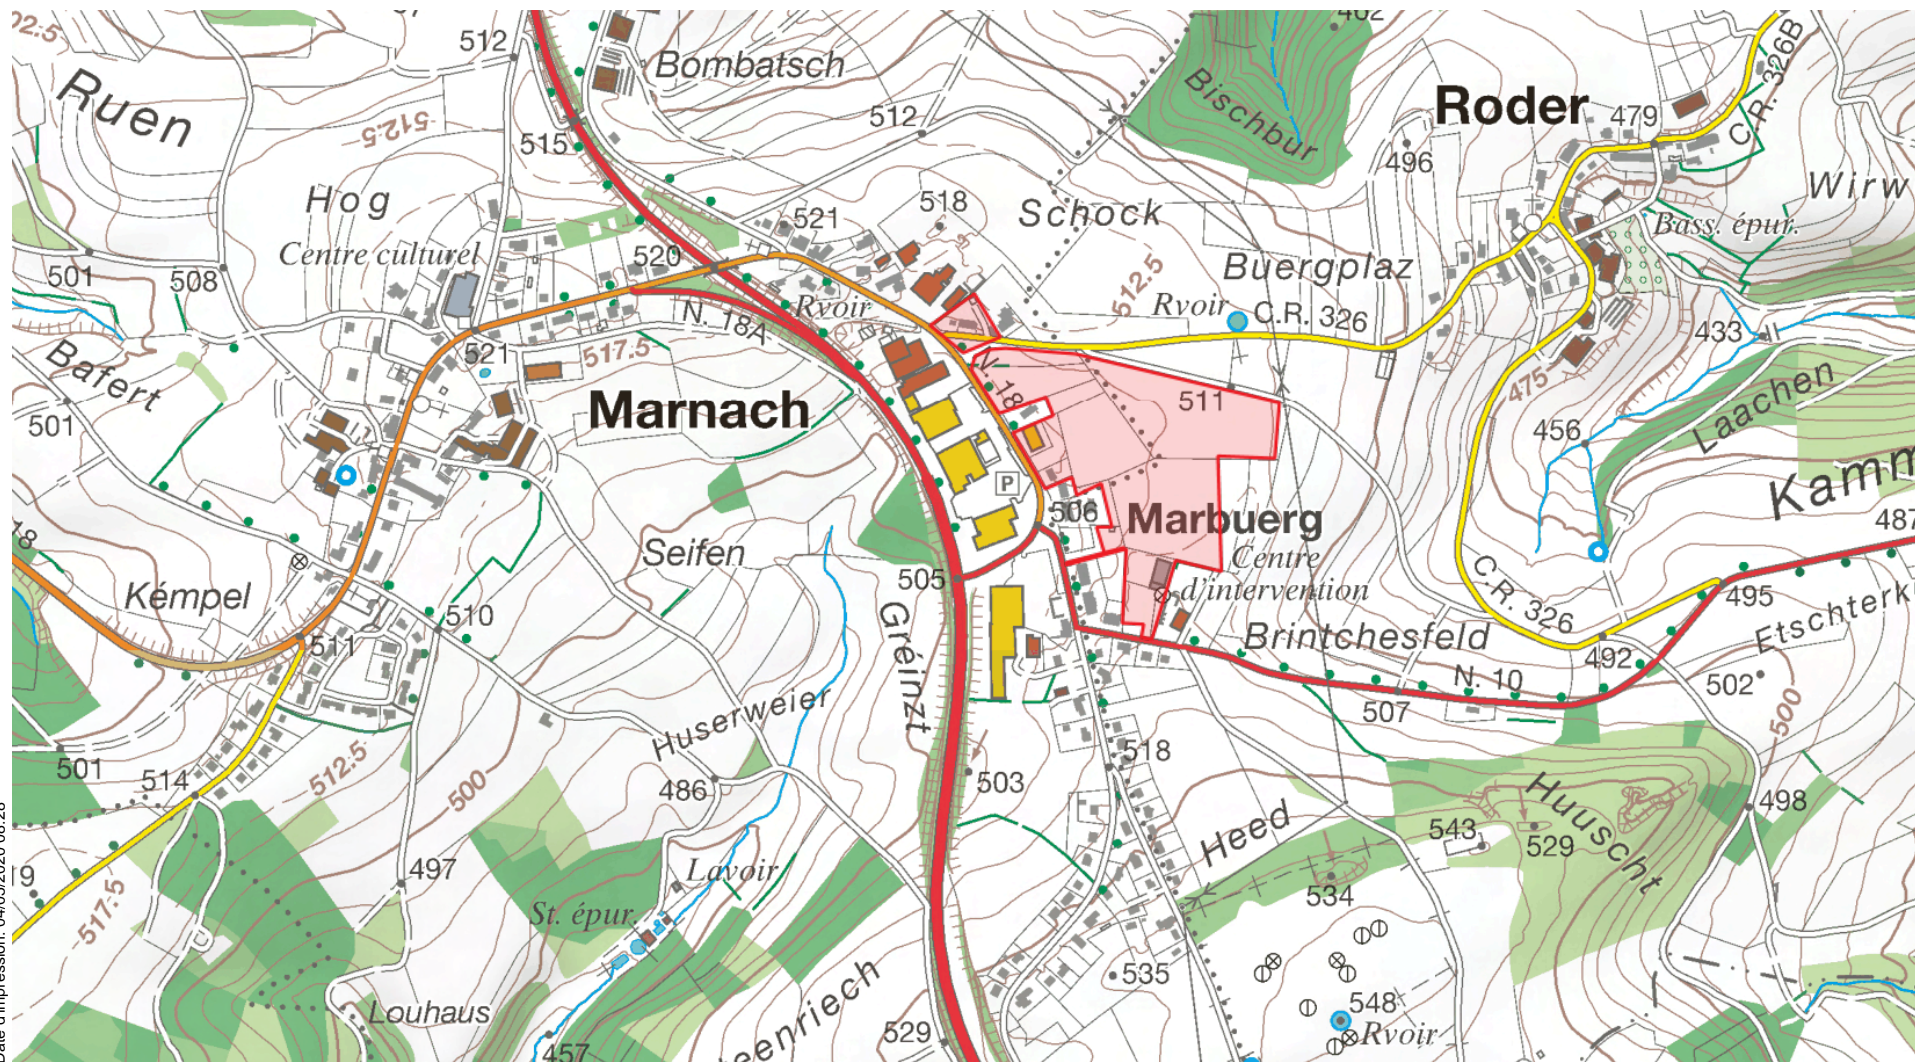 512
Bombatsch
Ruen
512.5
515
512
Bischbur
Roder
479
C.R. 326B
496
Wirw
Hog
518
521
Schock
Bass. épur.
Centre culturel
520
501
508
512.5
Buergplaz
Rvoir
Rvoir
C.R. 326
N. 18A
433
521
517.5
N. 18
Bafert
Marnach
511
475
Laachen
501
456
P
Kamm
18
506
Marbuerg
487
Seifen
Centre
d'intervention
505
Kémpel
C.R. 326
495
510
Gréinzt
Brintchesfeld
Etschterk
511
492
N. 10
502
507
500
Huserweier
501
514
512.5
500
518
503
486
Huuscht
498
Heed
543
529
19
497
Lavoir
534
517.5
St. épur.
535
Louhaus
548
Rvoir
529
457